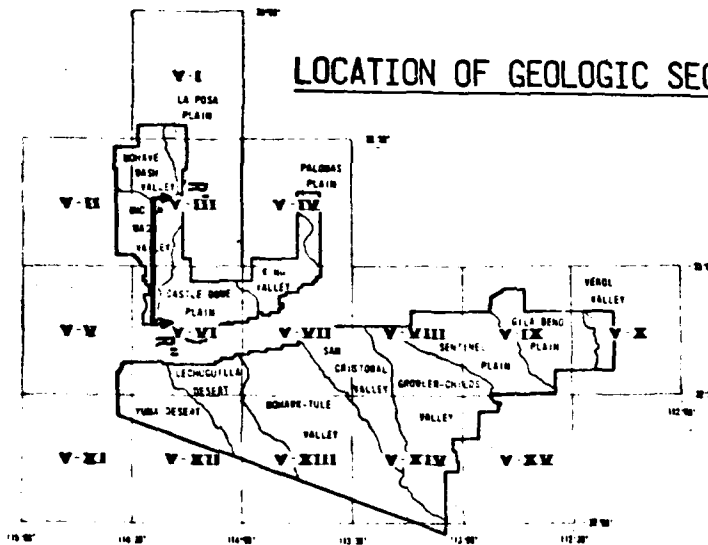 LOCATION OF GEOLOGIC SEC
V-I
LA POSA
PLAIN
MOHAVE
WASH
VALLEY
V-II
V-III
PALOMAS
PLAIN
V-IV
VALLEY
KING
VALLEY
CASTLE DOME
PLAIN
V-V
V-VI
V-VII
V-VIII
V-IX
V-X
GILA BEND
PLAIN
VEKOL
VALLEY
SENTINEL
PLAIN
SAN
CRISTOBAL
VALLEY
GROWLER-CHILDS
VALLEY
LECHUGUILLA
DESERT
YUMA DESERT
MOHAWK-TULE
VALLEY
V-XI
V-XII
V-XIII
V-XIV
V-XV